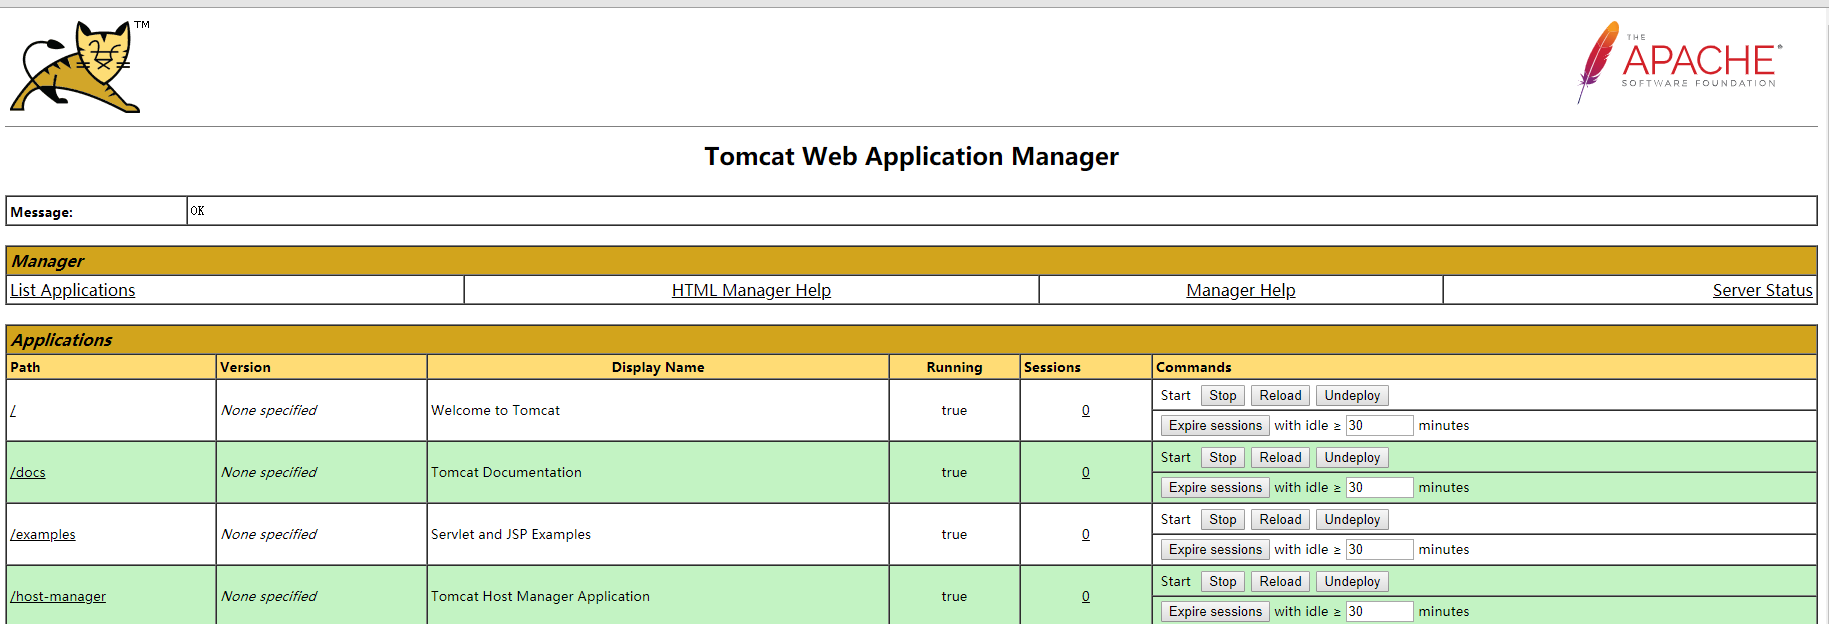 TM
THE
APACHE®
SOFTWARE FOUNDATION
Tomcat Web Application Manager
Message: OK
Manager
List Applications HTML Manager Help Manager Help Server Status
Applications
Path Version Display Name Running Sessions Commands
Start Stop Reload Undeploy
/ None specified Welcome to Tomcat true 0
Expire sessions with idle ≥ 30 minutes
Start Stop Reload Undeploy
/docs None specified Tomcat Documentation true 0
Expire sessions with idle ≥ 30 minutes
Start Stop Reload Undeploy
/examples None specified Servlet and JSP Examples true 0
Expire sessions with idle ≥ 30 minutes
Start Stop Reload Undeploy
/host-manager None specified Tomcat Host Manager Application true 0
Expire sessions with idle ≥ 30 minutes